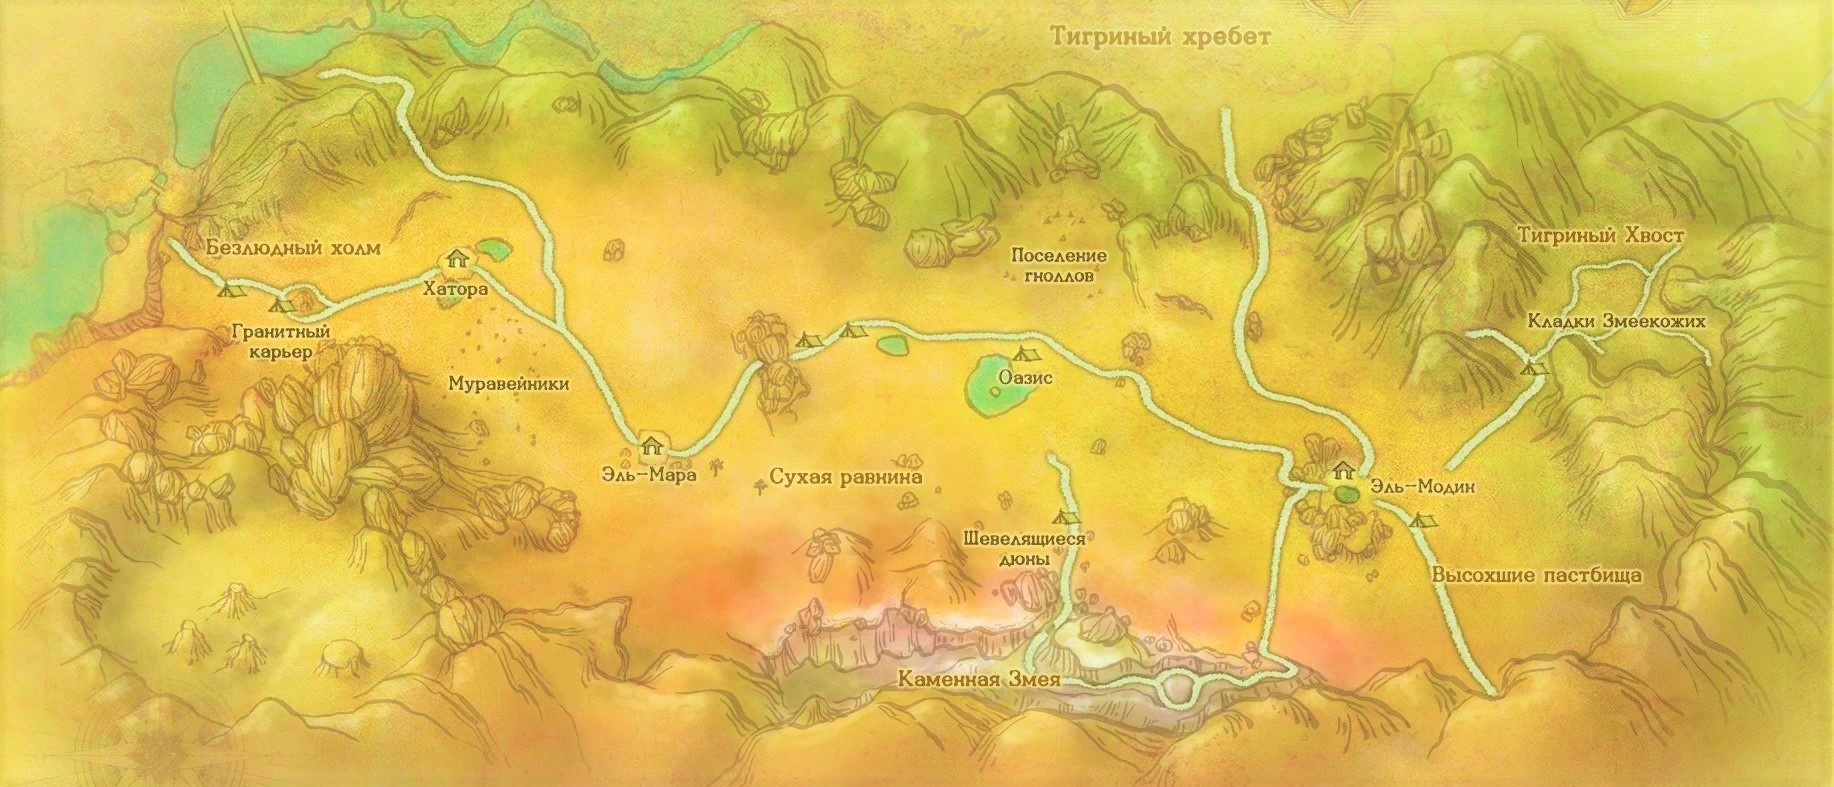 Тигриный хребет
Тигриный Хвост
Безлюдный холм
Поселение
гноллов
Хатора
Кладки Змеекожих
Гранитный
карьер
Муравейники
Оазис
Эль-Мара
Сухая равнина
Эль-Модин
Шевелящиеся
дюны
Высохшие пастбища
Каменная Змея